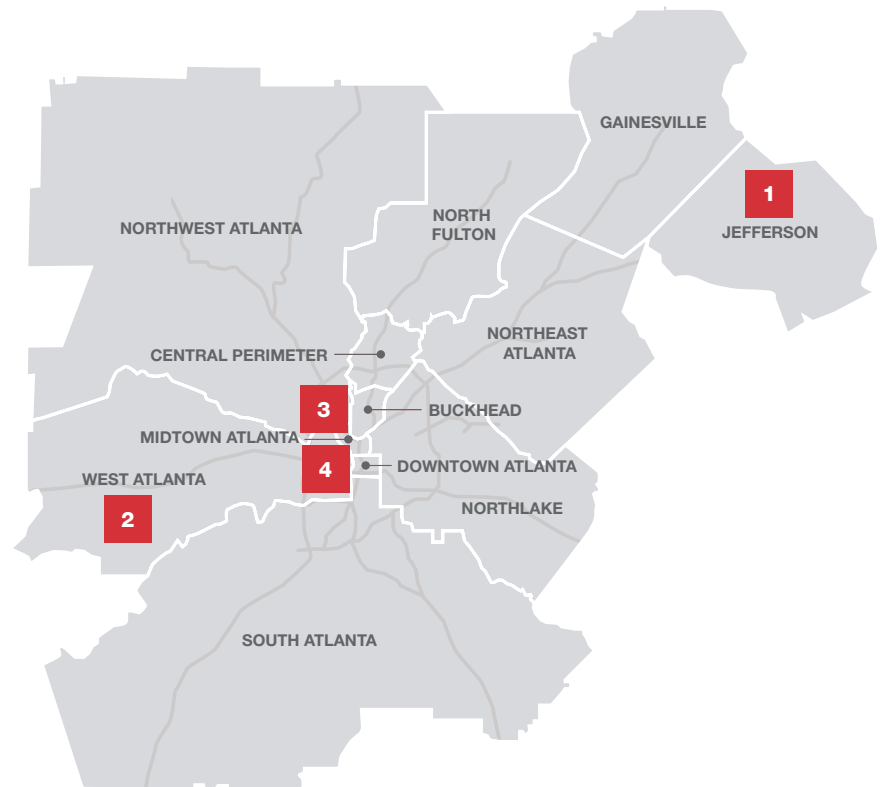 GAINESVILLE
1
JEFFERSON
NORTH
FULTON
NORTHWEST ATLANTA
NORTHEAST
ATLANTA
CENTRAL PERIMETER
3
BUCKHEAD
MIDTOWN ATLANTA
4
DOWNTOWN ATLANTA
WEST ATLANTA
2
NORTHLAKE
SOUTH ATLANTA